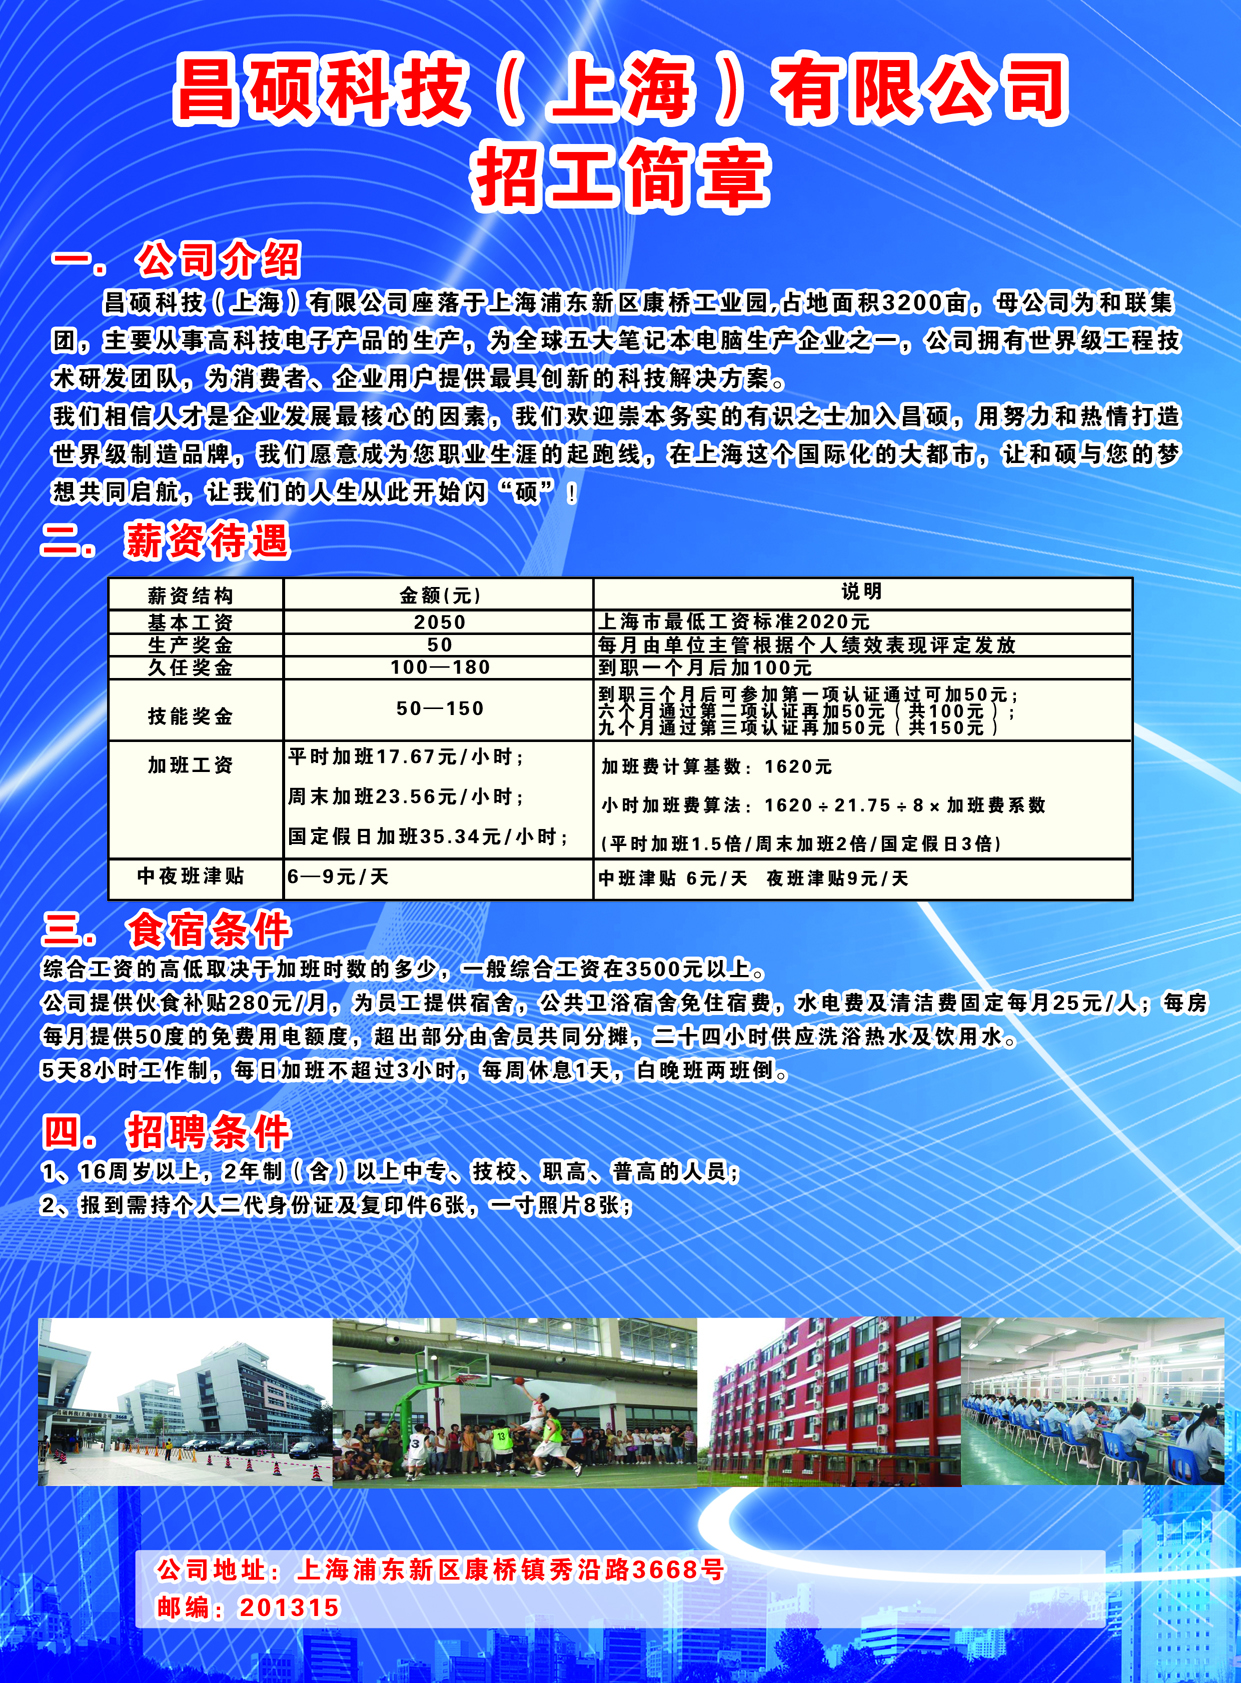 昌硕科技（上海）有限公司
招工简章
一. 公司介绍
昌硕科技（上海）有限公司座落于上海浦东新区康桥工业园,占地面积3200亩，母公司为和联集
团，主要从事高科技电子产品的生产，为全球五大笔记本电脑生产企业之一，公司拥有世界级工程技
术研发团队，为消费者、企业用户提供最具创新的科技解决方案。
我们相信人才是企业发展最核心的因素，我们欢迎崇本务实的有识之士加入昌硕，用努力和热情打造
世界级制造品牌，我们愿意成为您职业生涯的起跑线，在上海这个国际化的大都市，让和硕与您的梦
想共同启航，让我们的人生从此开始闪“硕”！
二. 薪资待遇
薪资结构 金额(元) 说明
基本工资 2050 上海市最低工资标准2020元
生产奖金 50 每月由单位主管根据个人绩效表现评定发放
久任奖金 100—180 到职一个月后加100元
技能奖金 50—150 到职三个月后可参加第一项认证通过可加50元；
六个月通过第二项认证再加50元（共100元）；
九个月通过第三项认证再加50元（共150元）
加班工资 平时加班17.67元/小时； 加班费计算基数：1620元
周末加班23.56元/小时； 小时加班费算法：1620÷21.75÷8×加班费系数
国定假日加班35.34元/小时； (平时加班1.5倍/周末加班2倍/国定假日3倍)
中夜班津贴 6—9元/天 中班津贴 6元/天 夜班津贴9元/天
三. 食宿条件
综合工资的高低取决于加班时数的多少，一般综合工资在3500元以上。
公司提供伙食补贴280元/月，为员工提供宿舍，公共卫浴宿舍免住宿费，水电费及清洁费固定每月25元/人；每房
每月提供50度的免费用电额度，超出部分由舍员共同分摊，二十四小时供应洗浴热水及饮用水。
5天8小时工作制，每日加班不超过3小时，每周休息1天，白晚班两班倒。
四. 招聘条件
1、16周岁以上，2年制（含）以上中专、技校、职高、普高的人员；
2、报到需持个人二代身份证及复印件6张，一寸照片8张；
公司地址：上海浦东新区康桥镇秀沿路3668号
邮编：201315